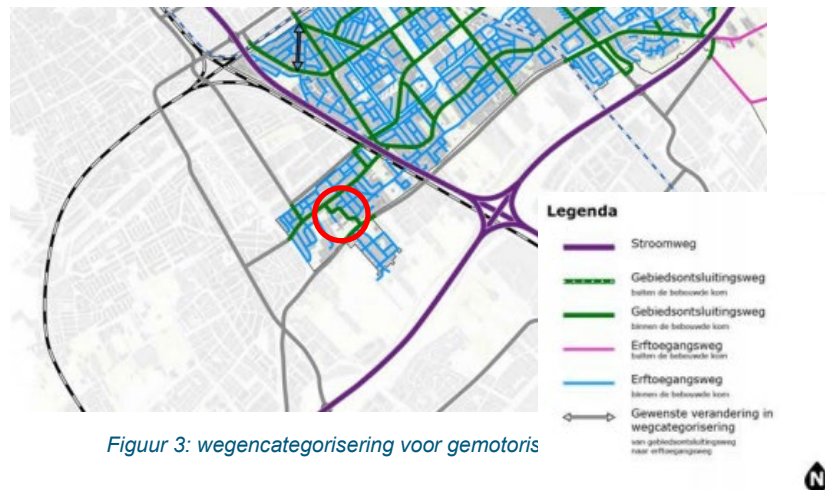 Legenda
Stroomweg
Gebiedsontsluitingsweg
buiten de bebouwde kom
Gebiedsontsluitingsweg
binnen de bebouwde kom
Erftoegangsweg
buiten de bebouwde kom
Erftoegangsweg
binnen de bebouwde kom
Gewenste verandering in
wegcategorisering
van gebiedsontsluitingsweg
naar erftoegangsweg
Figuur 3: wegencategorisering voor gemotoris
N